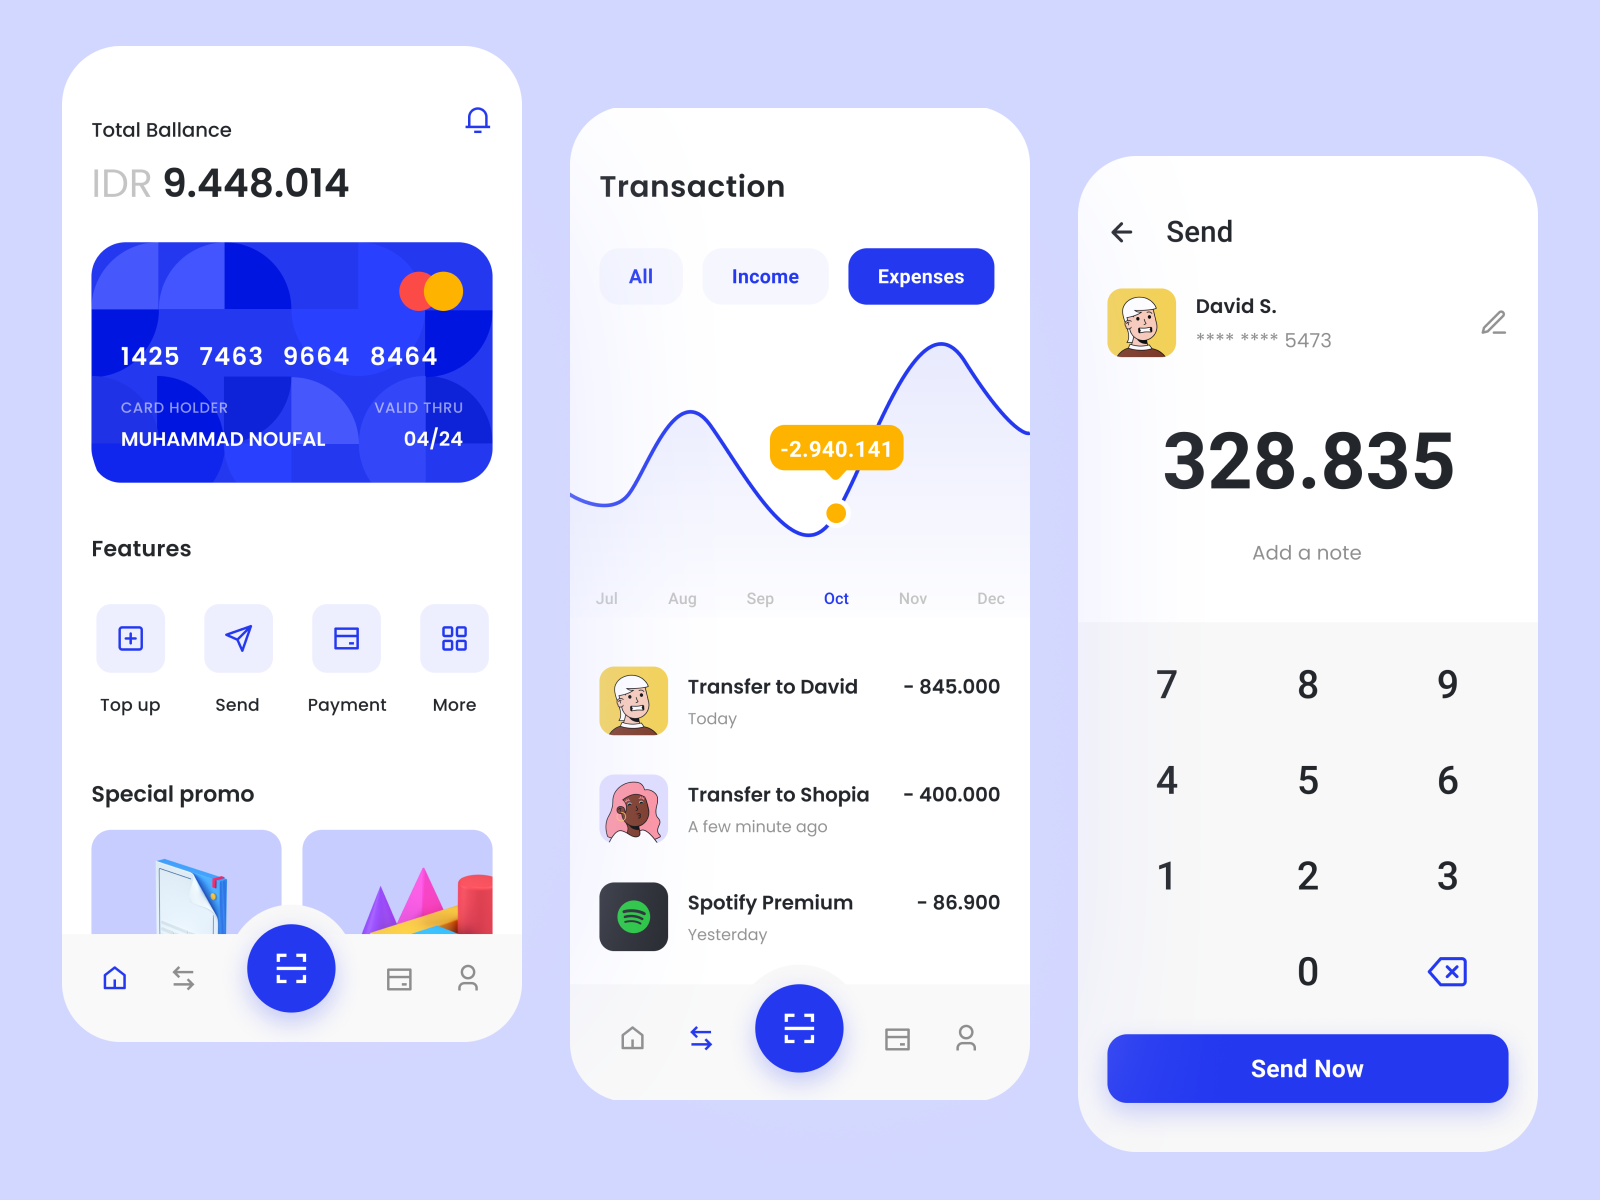 Total Ballance
IDR 9.448.014
1425 7463 9664 8464
CARD HOLDER VALID THRU
MUHAMMAD NOUFAL 04/24
Features
Top up Send Payment More
Special promo
Transaction
All Income Expenses
-2.940.141
Jul Aug Sep Oct Nov Dec
Transfer to David - 845.000
Today
Transfer to Shopia - 400.000
A few minute ago
Spotify Premium - 86.900
Yesterday
Send
David S.
**** **** 5473
328.835
Add a note
7 8 9
4 5 6
1 2 3
0
Send Now